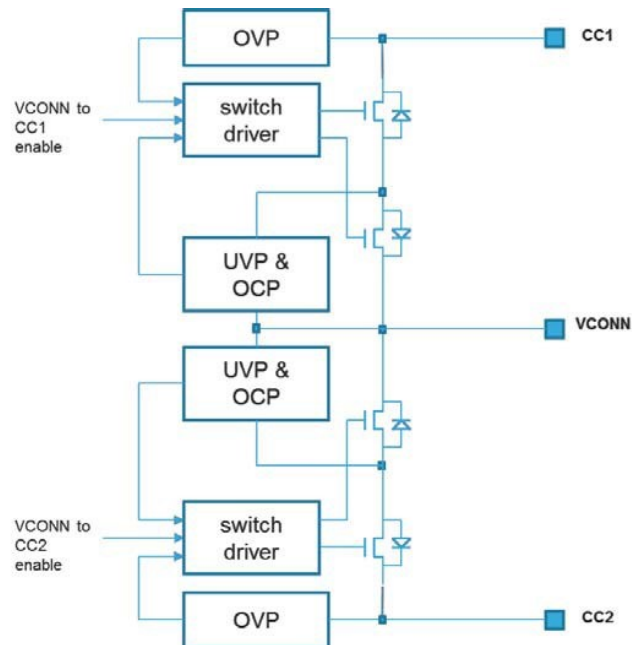 OVP
CC1
VCONN to
CC1
enable
switch
driver
UVP &
OCP
VCONN
UVP &
OCP
VCONN to
CC2
enable
switch
driver
OVP
CC2